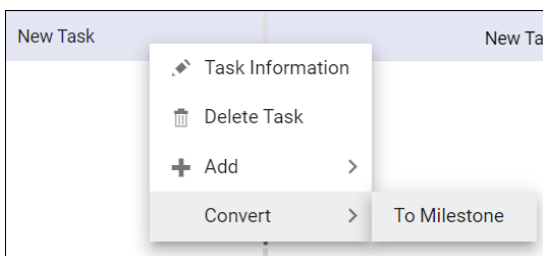 New Task
New Ta
Task Information
Delete Task
Add
Convert
To Milestone